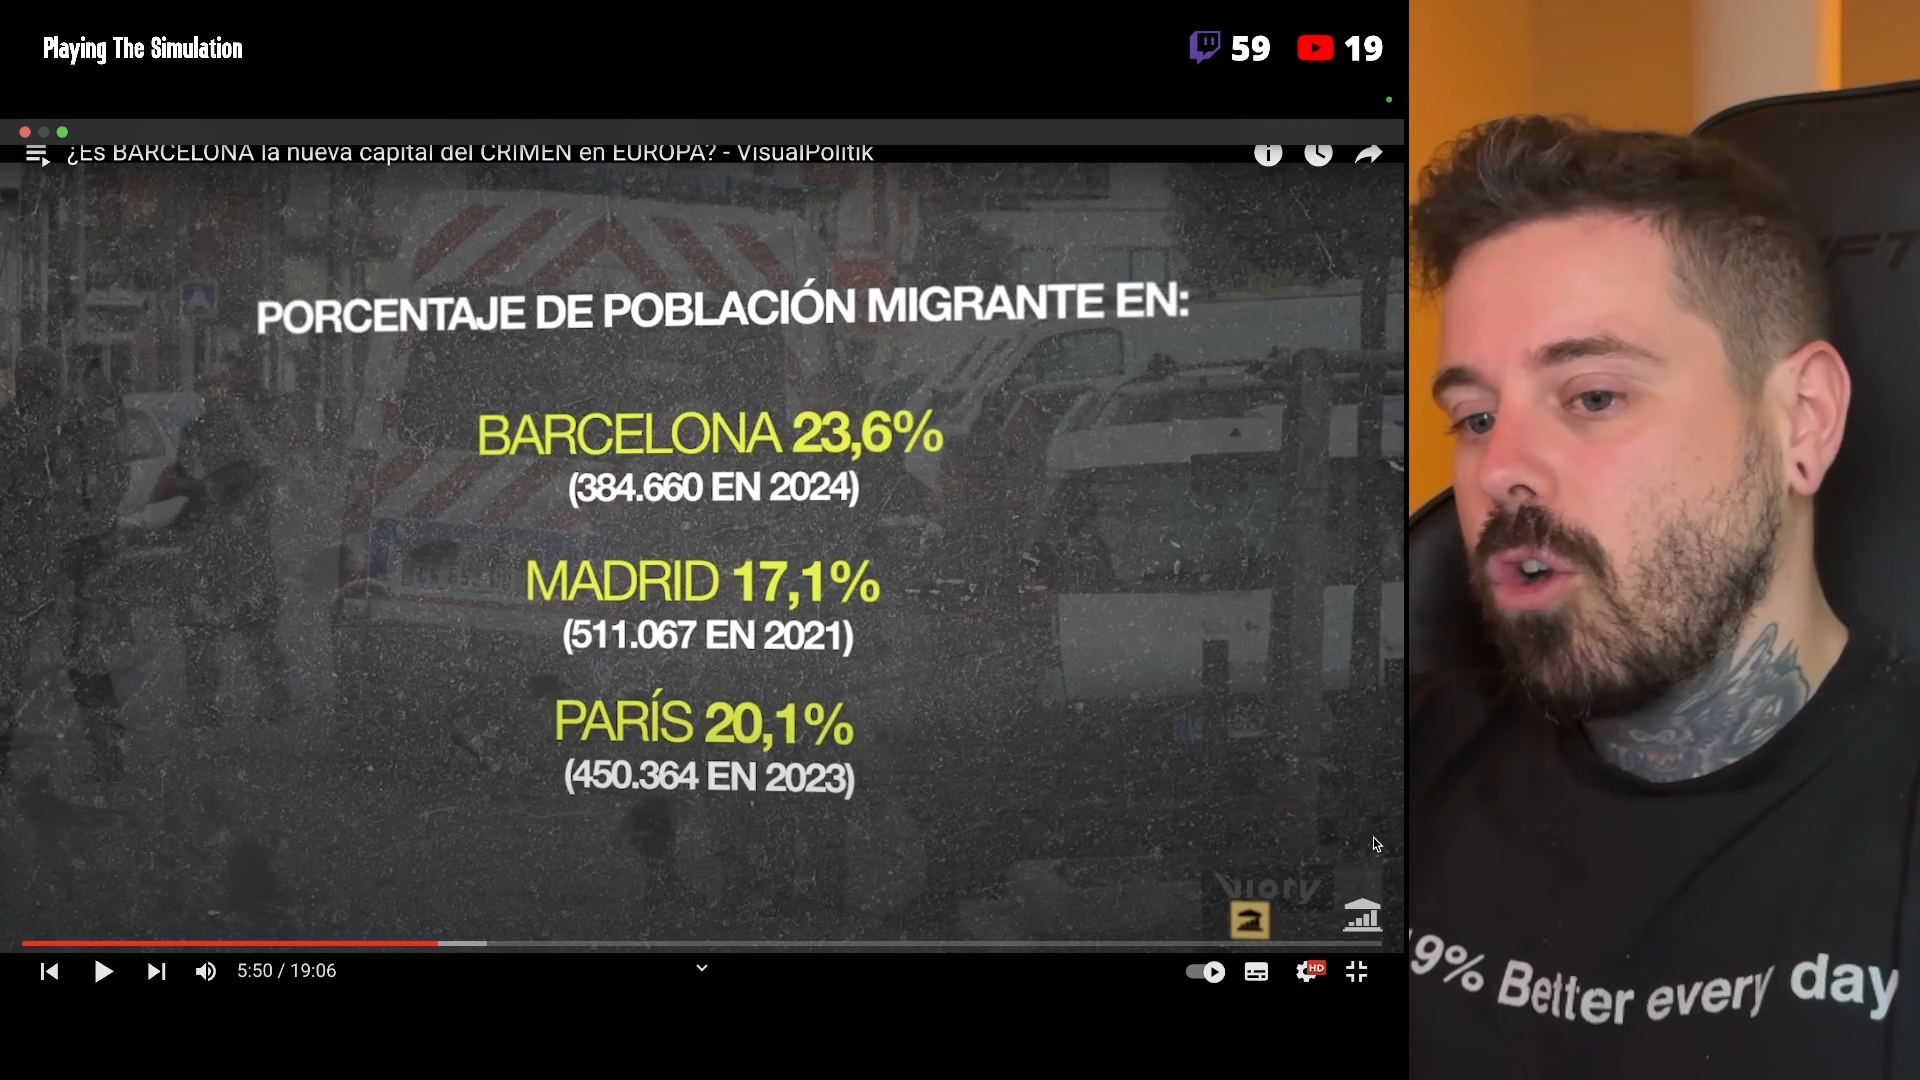 Playing The Simulation
59
19
¿Es BARCELONA la nueva capital del CRIMEN en EUROPA? - VisualPolitik
PORCENTAJE DE POBLACIÓN MIGRANTE EN:
BARCELONA 23,6%
(384.660 EN 2024)
MADRID 17,1%
(511.067 EN 2021)
PARÍS 20,1%
(450.364 EN 2023)
5:50 / 19:06
HD
9% Better every day